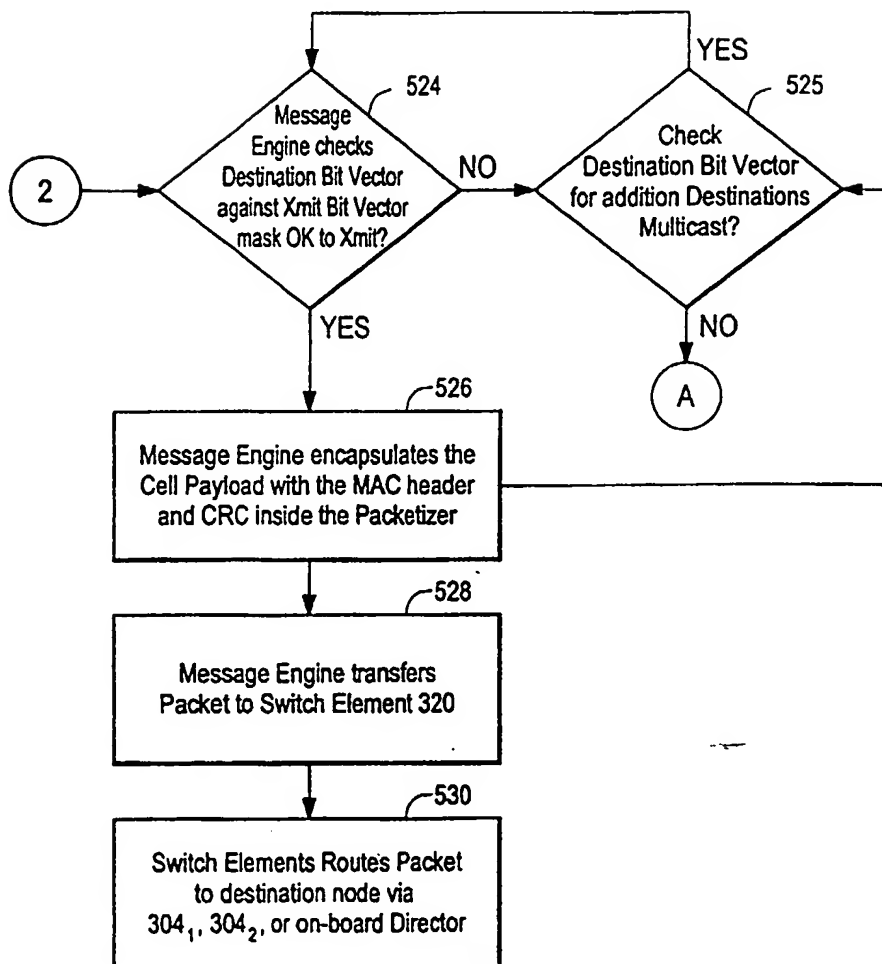 YES
524
525
Message
Engine checks
Destination Bit Vector
against Xmit Bit Vector
mask OK to Xmit?
NO
Check
Destination Bit Vector
for addition Destinations
Multicast?
2
YES
NO
A
526
Message Engine encapsulates the
Cell Payload with the MAC header
and CRC inside the Packetizer
528
Message Engine transfers
Packet to Switch Element 320
530
Switch Elements Route's Packet
to destination node via
304₁, 304₂, or on-board Director